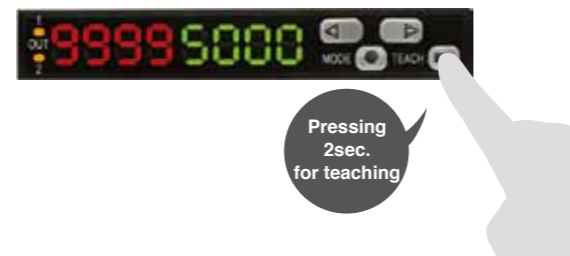 1
OUT 9999 5000
2
MODE TEACH
Pressing
2sec.
for teaching